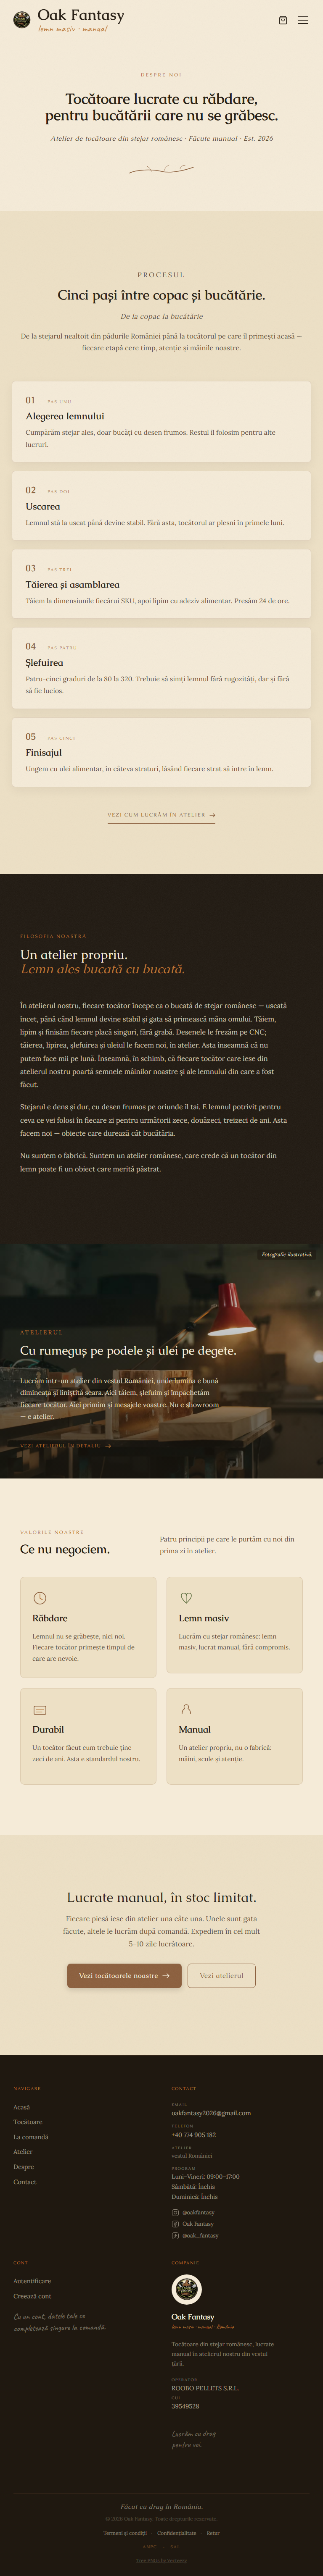 Oak Fantasy
lemn masiv · manual
DESPRE NOI
Tocătoare lucrate cu răbdare,
pentru bucătării care nu se grăbesc.
Atelier de tocătoare din stejar românesc · Făcute manual · Est. 2026
PROCESUL
Cinci pași între copac și bucătărie.
De la copac la bucătărie
De la stejarul nealtoit din pădurile României până la tocătorul pe care îl primești acasă —
fiecare etapă cere timp, atenție și mâinile noastre.
01 PAS UNU
Alegerea lemnului
Cumpărăm stejar ales, doar bucăți cu desen frumos. Restul îl folosim pentru alte
lucruri.
02 PAS DOI
Uscarea
Lemnul stă la uscat până devine stabil. Fără asta, tocătorul ar plesni în primele luni.
03 PAS TREI
Tăierea și asamblarea
Tăiem la dimensiunile fiecărui SKU, apoi lipim cu adeziv alimentar. Presăm 24 de ore.
04 PAS PATRU
Șlefuirea
Patru-cinci graduri de la 80 la 320. Trebuie să simți lemnul fără rugozități, dar și fără
să fie lucios.
05 PAS CINCI
Finisajul
Ungem cu ulei alimentar, în câteva straturi, lăsând fiecare strat să intre în lemn.
VEZI CUM LUCRĂM ÎN ATELIER →
FILOSOFIA NOASTRĂ
Un atelier propriu.
Lemn ales bucată cu bucată.
În atelierul nostru, fiecare tocător începe ca o bucată de stejar românesc — uscată
încet, până când lemnul devine stabil și gata să primească mâna omului. Tăiem,
lipim și finisăm fiecare placă singuri, fără grabă. Desenele le frezăm pe CNC;
tăierea, lipirea, șlefuirea și uleiul le facem noi, în atelier. Asta înseamnă că nu
putem face mii pe lună. Înseamnă, în schimb, că fiecare tocător care iese din
atelierul nostru poartă semnele mâinilor noastre și ale lemnului din care a fost
făcut.
Stejarul e dens și dur, cu desen frumos pe oriunde îl tai. E lemnul potrivit pentru
ceva ce vei folosi în fiecare zi pentru următorii zece, douăzeci, treizeci de ani. Asta
facem noi — obiecte care durează cât bucătăria.
Nu suntem o fabrică. Suntem un atelier românesc, care crede că un tocător din
lemn poate fi un obiect care merită păstrat.
Fotografie ilustrativă.
ATELIERUL
Cu rumeguș pe podele și ulei pe degete.
Lucrăm într-un atelier din vestul României, unde lumina e bună
dimineața și liniștită seara. Aici tăiem, șlefuim și împachetăm
fiecare tocător. Aici primim și mesajele voastre. Nu e showroom
— e atelier.
VEZI ATELIERUL ÎN DETALIU →
VALORILE NOASTRE
Ce nu negociem.
Patru principii pe care le purtăm cu noi din
prima zi în atelier.
Răbdare
Lemnul nu se grăbește, nici noi.
Fiecare tocător primește timpul de
care are nevoie.
Lemn masiv
Lucrăm cu stejar românesc: lemn
masiv, lucrat manual, fără compromis.
Durabil
Un tocător făcut cum trebuie ține
zeci de ani. Asta e standardul nostru.
Manual
Un atelier propriu, nu o fabrică:
mâini, scule și atenție.
Lucrate manual, în stoc limitat.
Fiecare piesă iese din atelier una câte una. Unele sunt gata
făcute, altele le lucrăm după comandă. Expediem în cel mult
5–10 zile lucrătoare.
Vezi tocătoarele noastre →
Vezi atelierul
NAVIGARE
Acasă
Tocătoare
La comandă
Atelier
Despre
Contact
CONTACT
EMAIL
oakfantasy2026@gmail.com
TELEFON
+40 774 905 182
ATELIER
vestul României
PROGRAM
Luni–Vineri: 09:00–17:00
Sâmbătă: Închis
Duminică: Închis
@oakfantasy
Oak Fantasy
@oak_fantasy
CONT
Autentificare
Creează cont
Cu un cont, datele tale se
completează singure la comandă.
COMPANIE
Oak Fantasy
lemn masiv · manual · România
Tocătoare din stejar românesc, lucrate
manual în atelierul nostru din vestul
țării.
OPERATOR
ROOBO PELLETS S.R.L.
CUI
39549528
Lucrăm cu drag
pentru voi.
Făcut cu drag în România.
© 2026 Oak Fantasy. Toate drepturile rezervate.
Termeni și condiții · Confidențialitate · Retur
ANPC · SAL